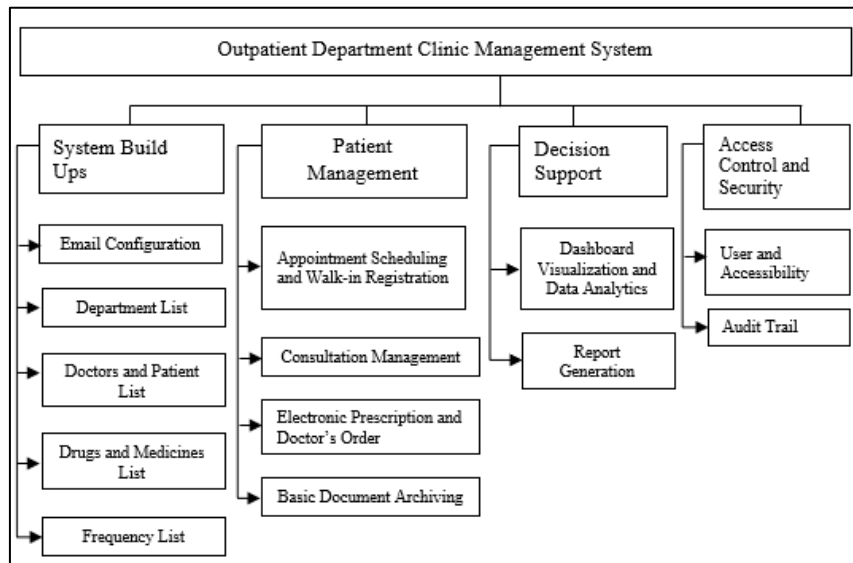 Outpatient Department Clinic Management System
System Build
Ups
Email Configuration
Department List
Doctors and Patient
List
Drugs and Medicines
List
Frequency List
Patient
Management
Appointment Scheduling
and Walk-in Registration
Consultation Management
Electronic Prescription and
Doctor's Order
Basic Document Archiving
Decision
Support
Dashboard
Visualization and
Data Analytics
Report
Generation
Access
Control and
Security
User and
Accessibility
Audit Trail